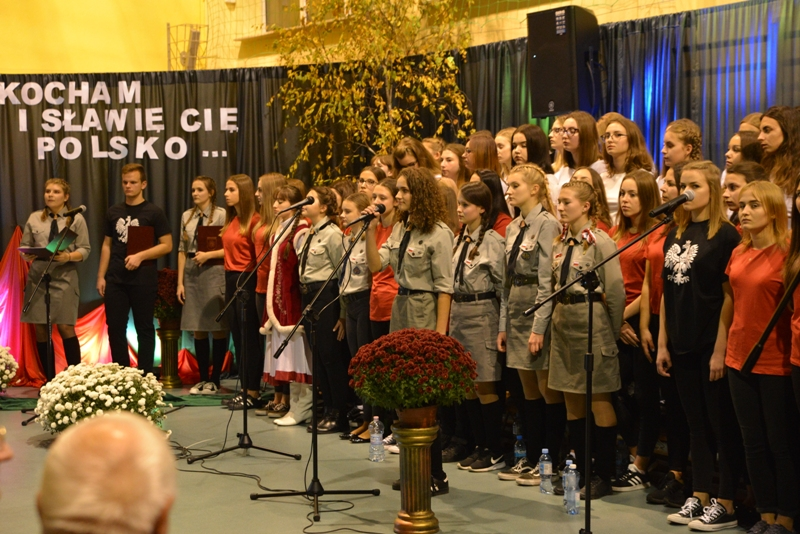 KOCHAM
I SŁAWIĘ CIĘ
POLSKO ...